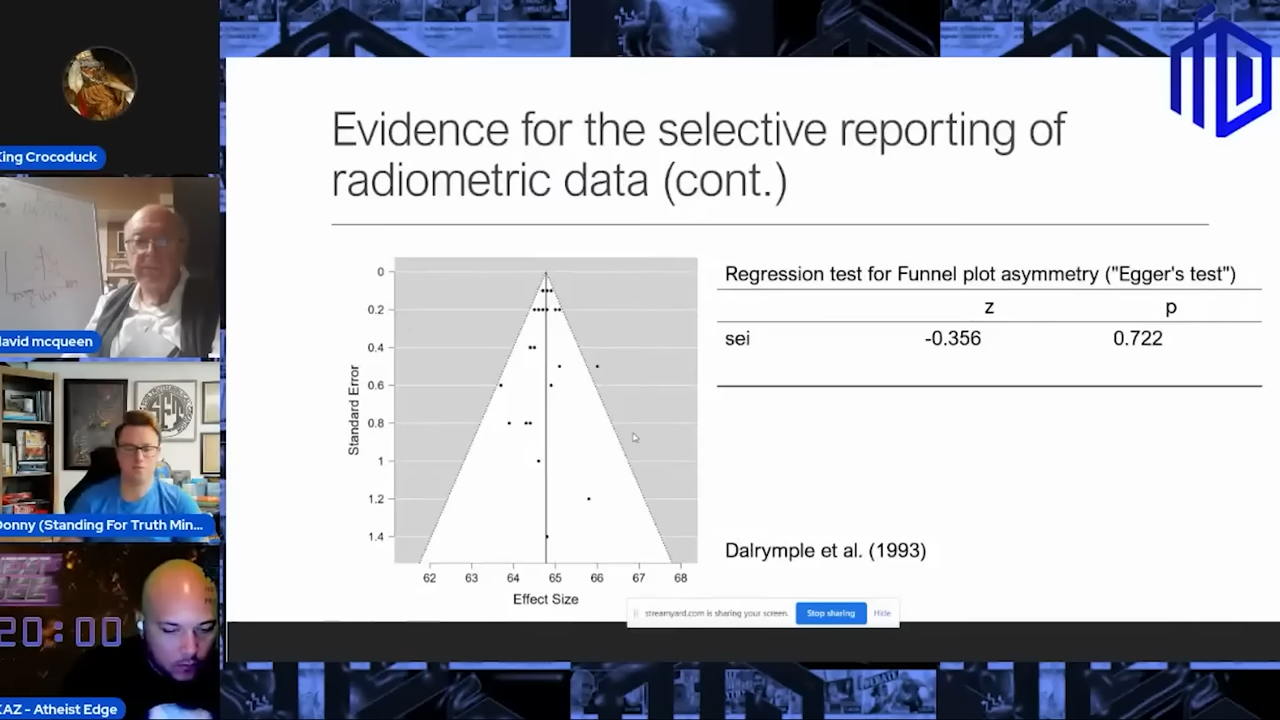 King Crocoduck
david mcqueen
Donny (Standing For Truth Min...
20:00
KAZ - Atheist Edge
Evidence for the selective reporting of
radiometric data (cont.)
Standard Error
0
0.2
0.4
0.6
0.8
1
1.2
1.4
62 63 64 65 66 67 68
Effect Size
Regression test for Funnel plot asymmetry ("Egger's test")
z p
sei -0.356 0.722
Dalrymple et al. (1993)
streamyard.com is sharing your screen. Stop sharing Hide